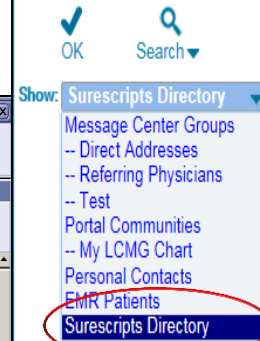 OK Search
Show: Surescripts Directory
Message Center Groups
-- Direct Addresses
-- Referring Physicians
-- Test
Portal Communities
-- My LCMG Chart
Personal Contacts
EMR Patients
Surescripts Directory